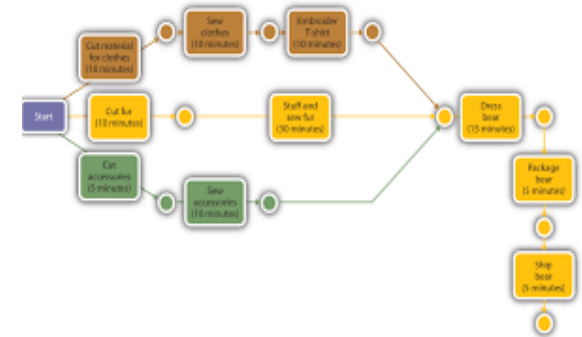 Cut material
for clothes
(10 minutes)
Sew
clothes
(10 minutes)
Embroider
T-shirt
(10 minutes)
Start
Cut fur
(10 minutes)
Stuff and
sew fur
(30 minutes)
Dress
bear
(15 minutes)
Cut
accessories
(5 minutes)
Sew
accessories
(10 minutes)
Package
bear
(5 minutes)
Ship
bear
(5 minutes)